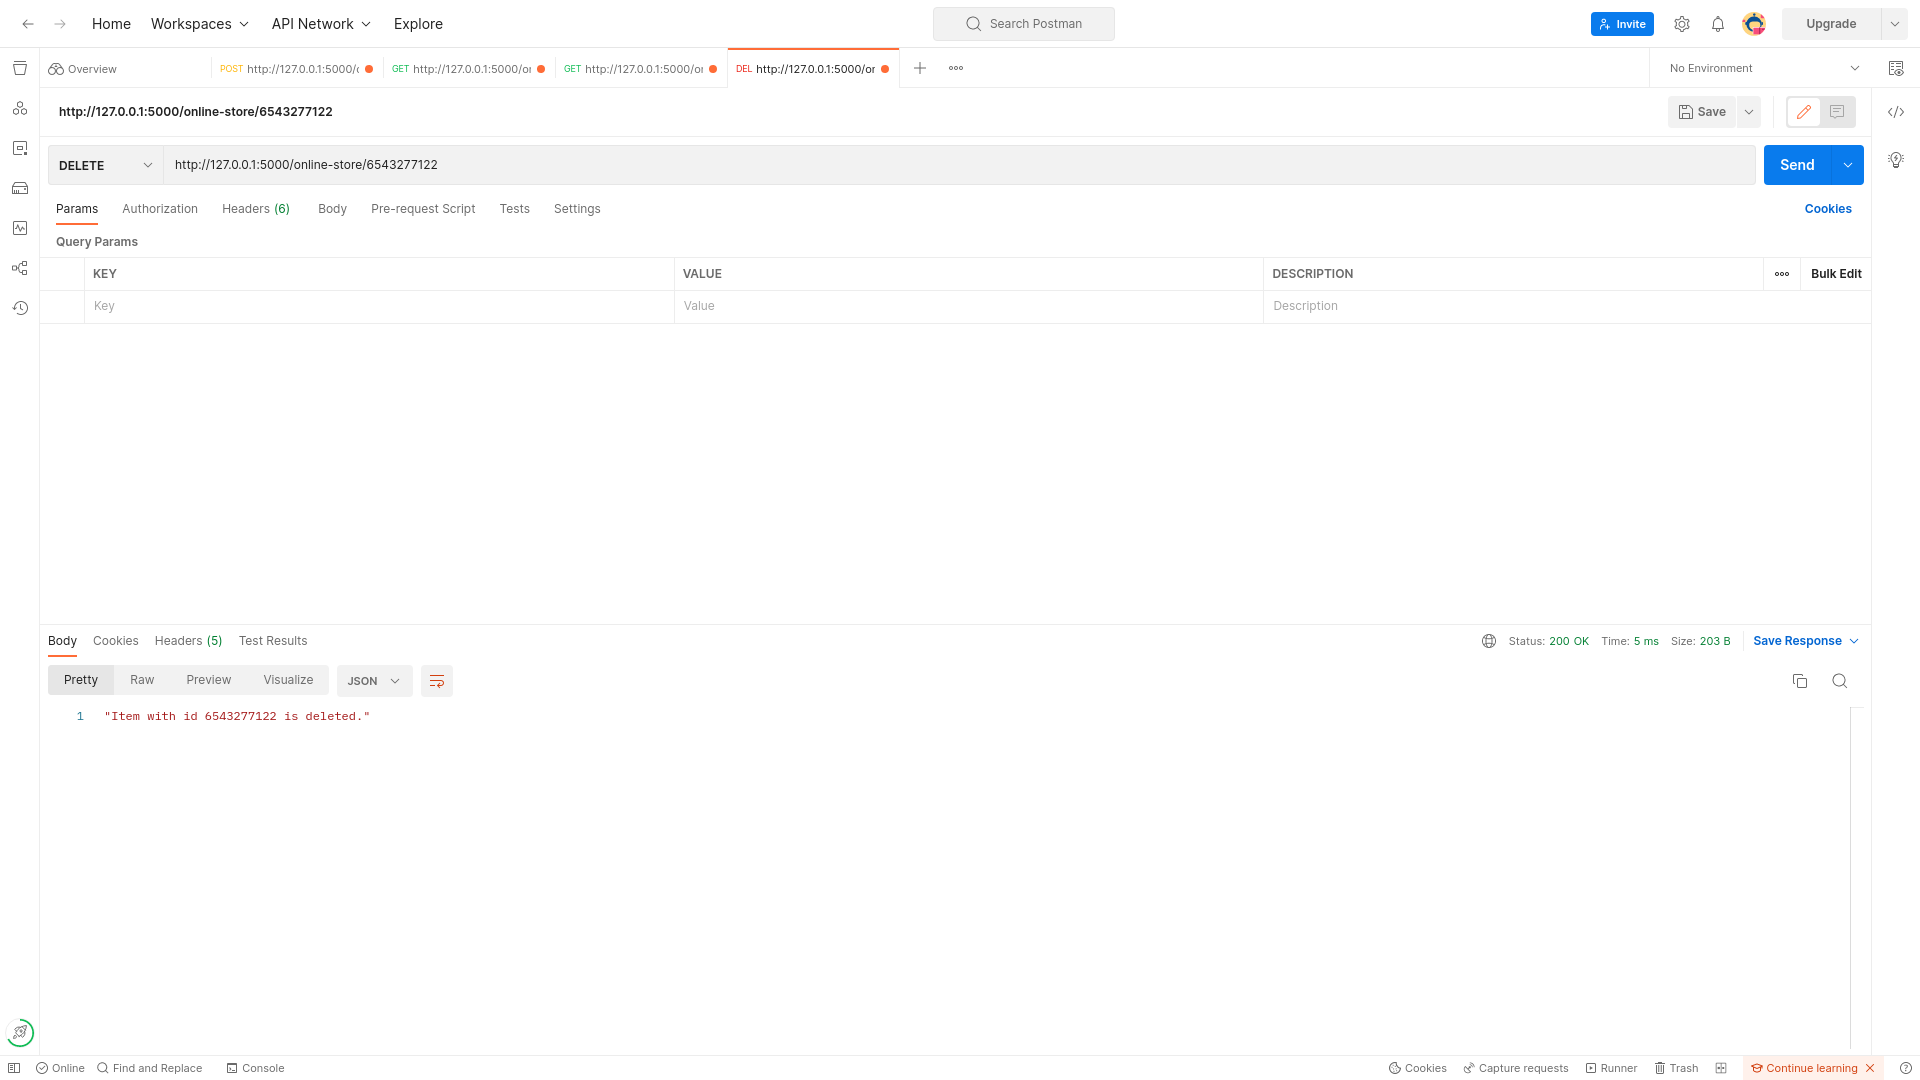 Home Workspaces API Network Explore Search Postman Invite Upgrade
Overview POST http://127.0.0.1:5000/ GET http://127.0.0.1:5000/or GET http://127.0.0.1:5000/or DEL http://127.0.0.1:5000/or No Environment
http://127.0.0.1:5000/online-store/6543277122 Save
DELETE http://127.0.0.1:5000/online-store/6543277122 Send
Params Authorization Headers (6) Body Pre-request Script Tests Settings Cookies
Query Params
KEY VALUE DESCRIPTION Bulk Edit
Key Value Description
Body Cookies Headers (5) Test Results Status: 200 OK Time: 5 ms Size: 203 B Save Response
Pretty Raw Preview Visualize JSON
1 "Item with id 6543277122 is deleted."
Online Find and Replace Console Cookies Capture requests Runner Trash Continue learning